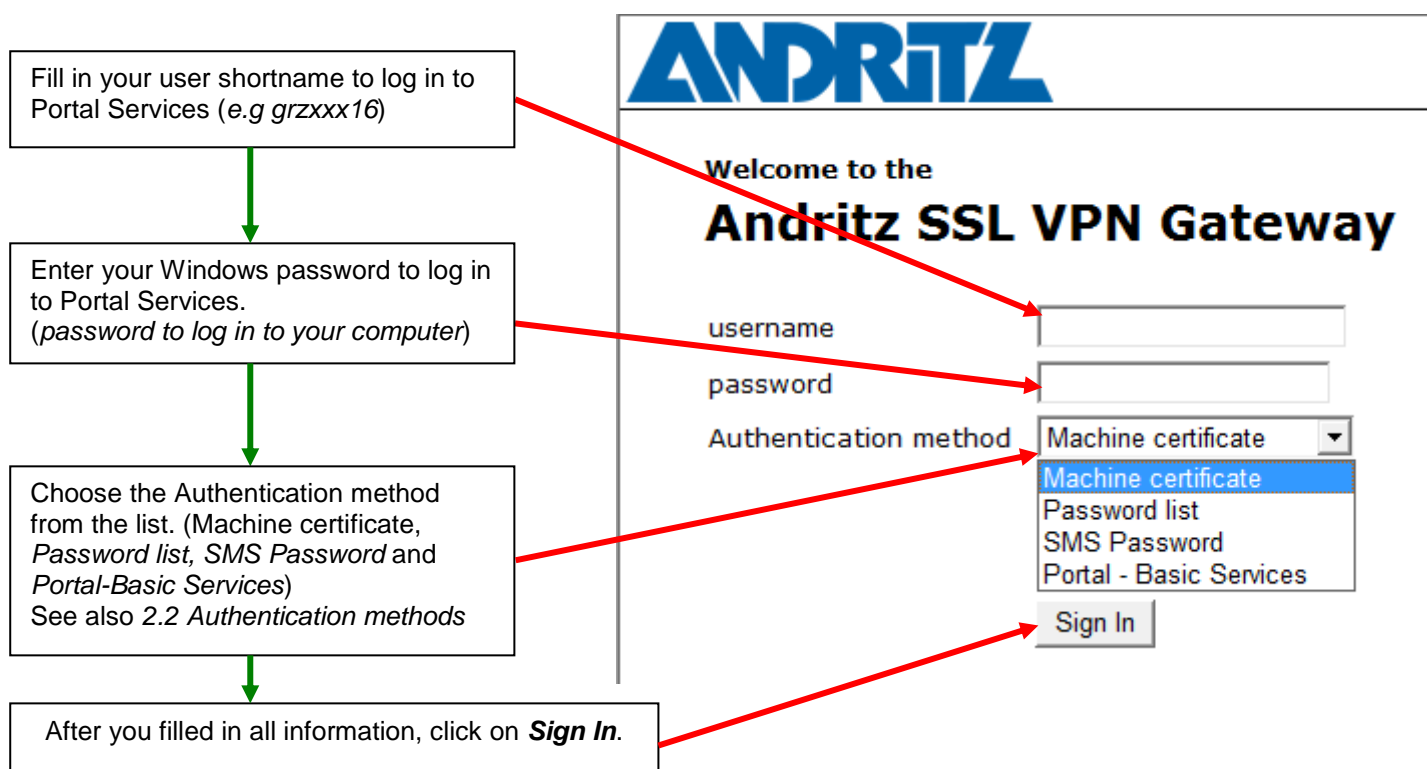 Fill in your user shortname to log in to
Portal Services (e.g grzxxx16)
Enter your Windows password to log in
to Portal Services.
(password to log in to your computer)
Choose the Authentication method
from the list. (Machine certificate,
Password list, SMS Password and
Portal-Basic Services)
See also 2.2 Authentication methods
After you filled in all information, click on Sign In.
ANDRITZ
Welcome to the
Andritz SSL VPN Gateway
username
password
Authentication method Machine certificate
Machine certificate
Password list
SMS Password
Portal - Basic Services
Sign In